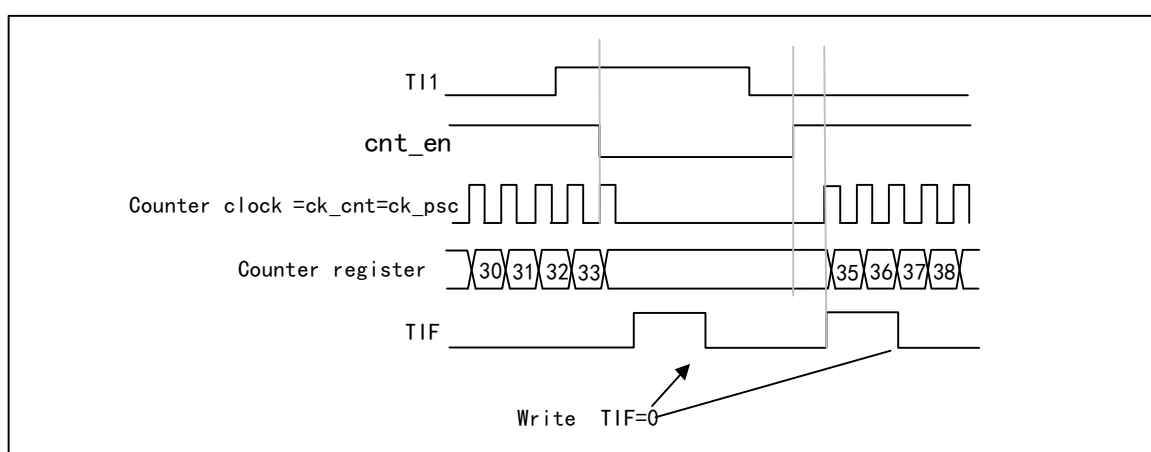 TI1
cnt_en
Counter clock =ck_cnt=ck_psc
Counter register 30 31 32 33 35 36 37 38
TIF
Write TIF=0